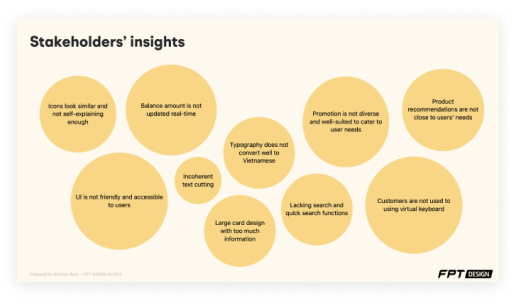 Stakeholders' insights
Icons look similar and
not self-explaining
enough
Balance amount is not
updated real-time
Promotion is not diverse
and well-suited to cater to
user needs
Product
recommendations are not
close to users' needs
Typography does not
convert well to
Vietnamese
Incoherent
text cutting
UI is not friendly and accessible
to users
Large card design
with too much
information
Lacking search and
quick search functions
Customers are not used to
using virtual keyboard
FPT DESIGN